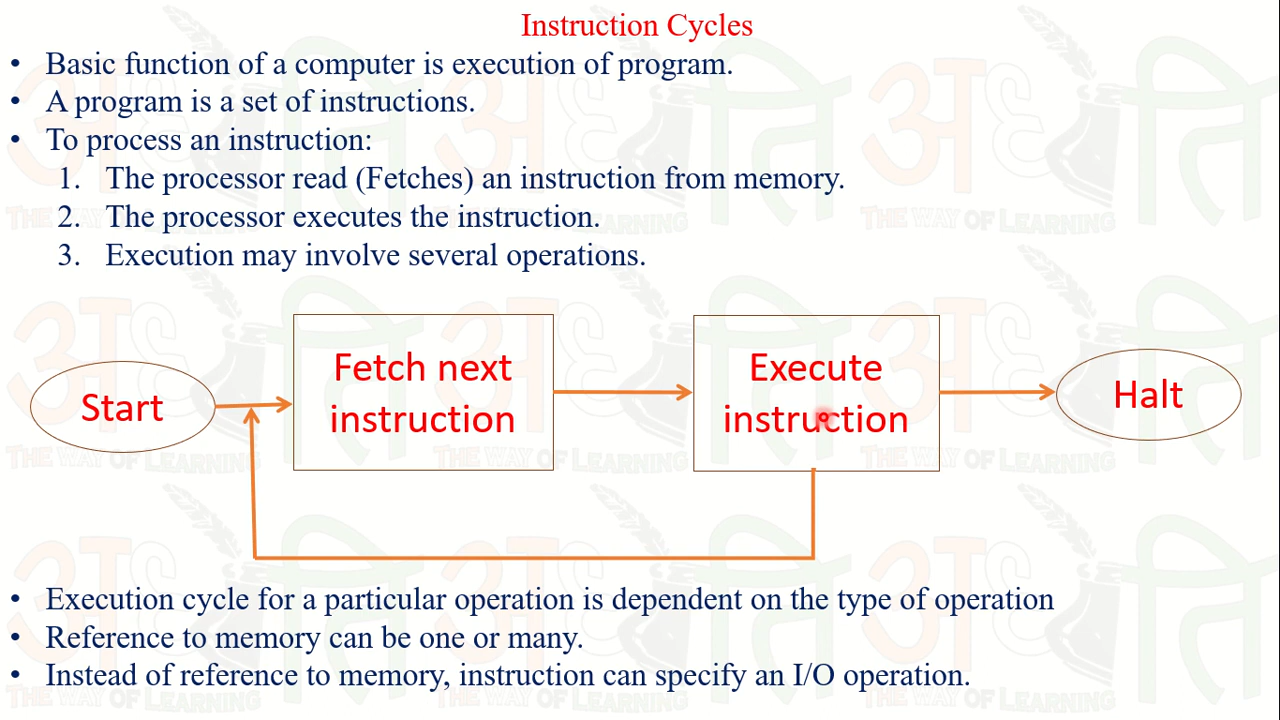 Instruction Cycles
• Basic function of a computer is execution of program.
• A program is a set of instructions.
• To process an instruction:
1. The processor read (Fetches) an instruction from memory.
2. The processor executes the instruction.
3. Execution may involve several operations.
Start
Fetch next
instruction
Execute
instruction
Halt
• Execution cycle for a particular operation is dependent on the type of operation
• Reference to memory can be one or many.
• Instead of reference to memory, instruction can specify an I/O operation.
THE WAY OF LEARNING